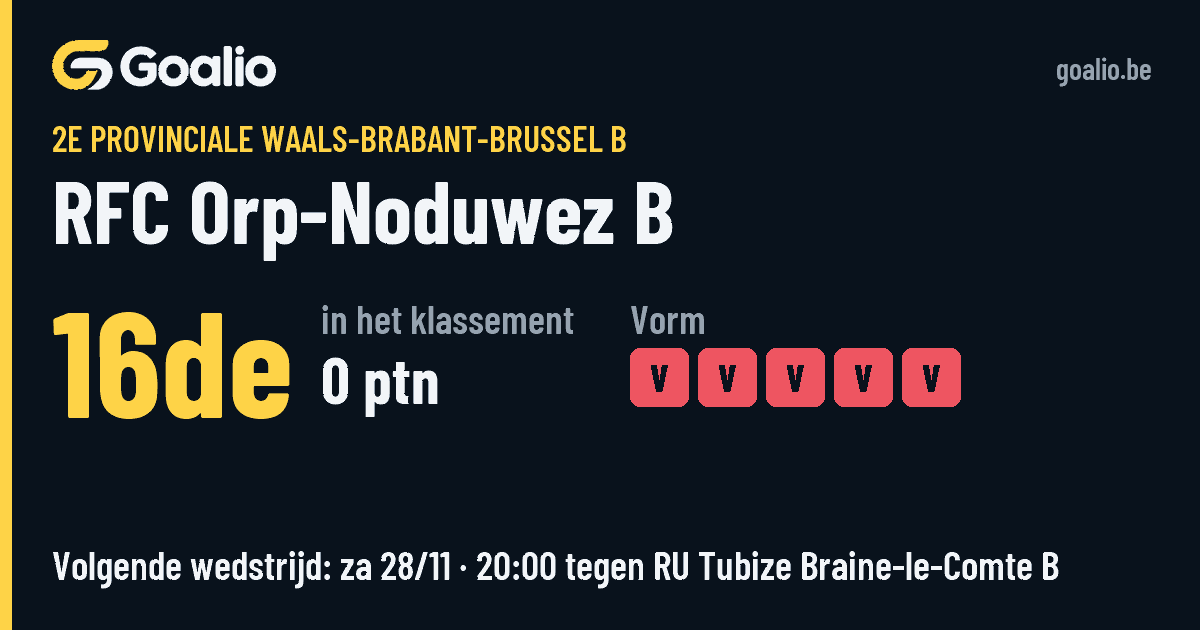 Goalio
goalio.be
2E PROVINCIALE WAALS-BRABANT-BRUSSEL B
RFC Orp-Noduwez B
16de
in het klassement
0 ptn
Vorm
V V V V V
Volgende wedstrijd: za 28/11 · 20:00 tegen RU Tubize Braine-le-Comte B